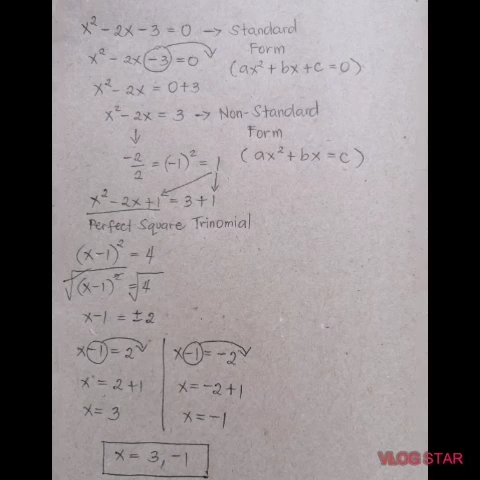 x² - 2x - 3 = 0 → Standard Form
x² - 2x - 3 = 0 (ax² + bx + c = 0)
x² - 2x = 0 + 3
x² - 2x = 3 → Non-Standard Form
↓
-2/2 = (-1)² = 1 (ax² + bx = c)
x² - 2x + 1 = 3 + 1
Perfect Square Trinomial
(x - 1)² = 4
√(x - 1)² = √4
x - 1 = ± 2
x - 1 = 2 x - 1 = -2
x = 2 + 1 x = -2 + 1
x = 3 x = -1
x = 3, -1
VLOG STAR